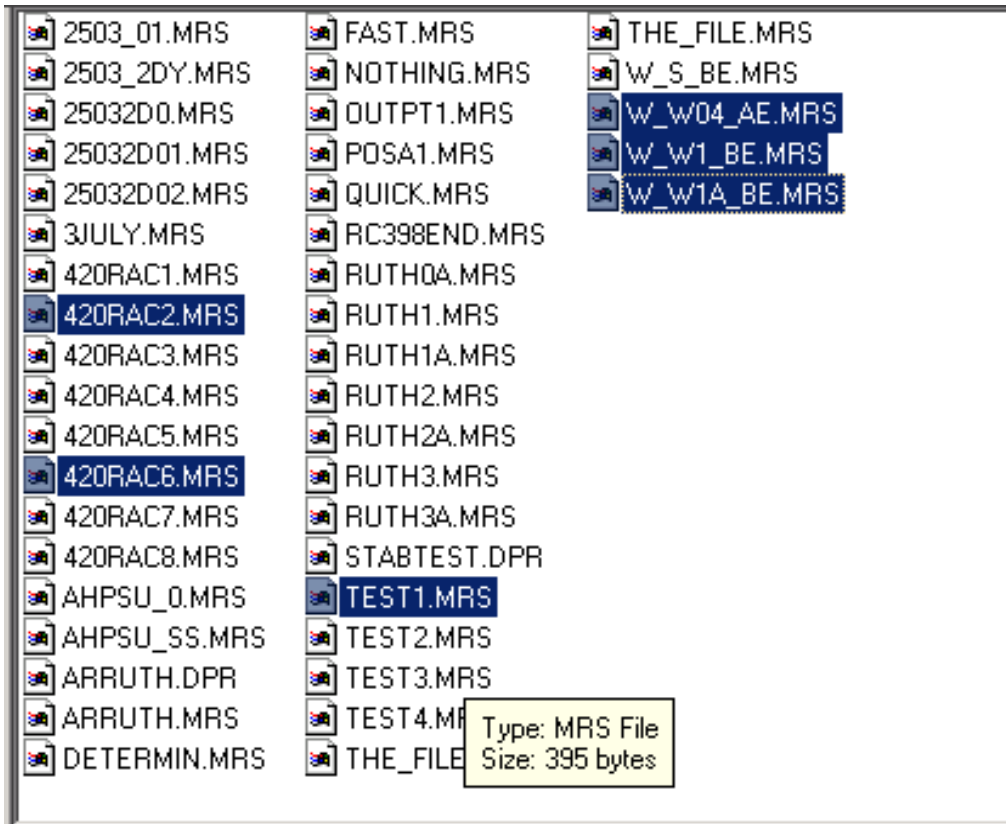 2503_01.MRS
2503_2DY.MRS
25032D0.MRS
25032D01.MRS
25032D02.MRS
3JULY.MRS
420RAC1.MRS
420RAC2.MRS
420RAC3.MRS
420RAC4.MRS
420RAC5.MRS
420RAC6.MRS
420RAC7.MRS
420RAC8.MRS
AHPSU_0.MRS
AHPSU_SS.MRS
ARRUTH.DPR
ARRUTH.MRS
DETERMIN.MRS
FAST.MRS
NOTHING.MRS
OUTPT1.MRS
POSA1.MRS
QUICK.MRS
RC398END.MRS
RUTH0A.MRS
RUTH1.MRS
RUTH1A.MRS
RUTH2.MRS
RUTH2A.MRS
RUTH3.MRS
RUTH3A.MRS
STABTEST.DPR
TEST1.MRS
TEST2.MRS
TEST3.MRS
TEST4.M
THE_FILE
THE_FILE.MRS
W_S_BE.MRS
W_W04_AE.MRS
W_W1_BE.MRS
W_W1A_BE.MRS
Type: MRS File
Size: 395 bytes